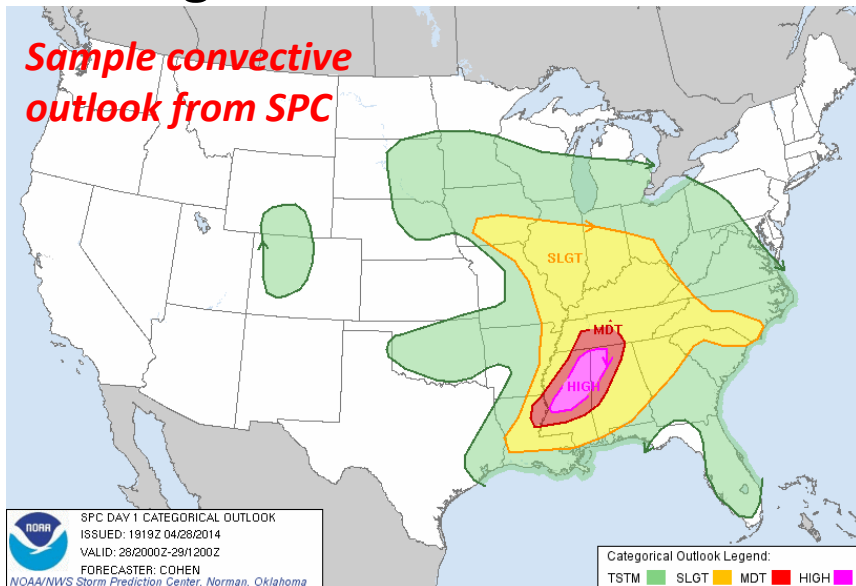 Sample convective
outlook from SPC
SLGT
MDT
HIGH
NOAA
SPC DAY 1 CATEGORICAL OUTLOOK
ISSUED: 1919Z 04/28/2014
VALID: 28/2000Z-29/1200Z
FORECASTER: COHEN
NOAA/NWS Storm Prediction Center, Norman, Oklahoma
Categorical Outlook Legend:
TSTM SLGT MDT HIGH